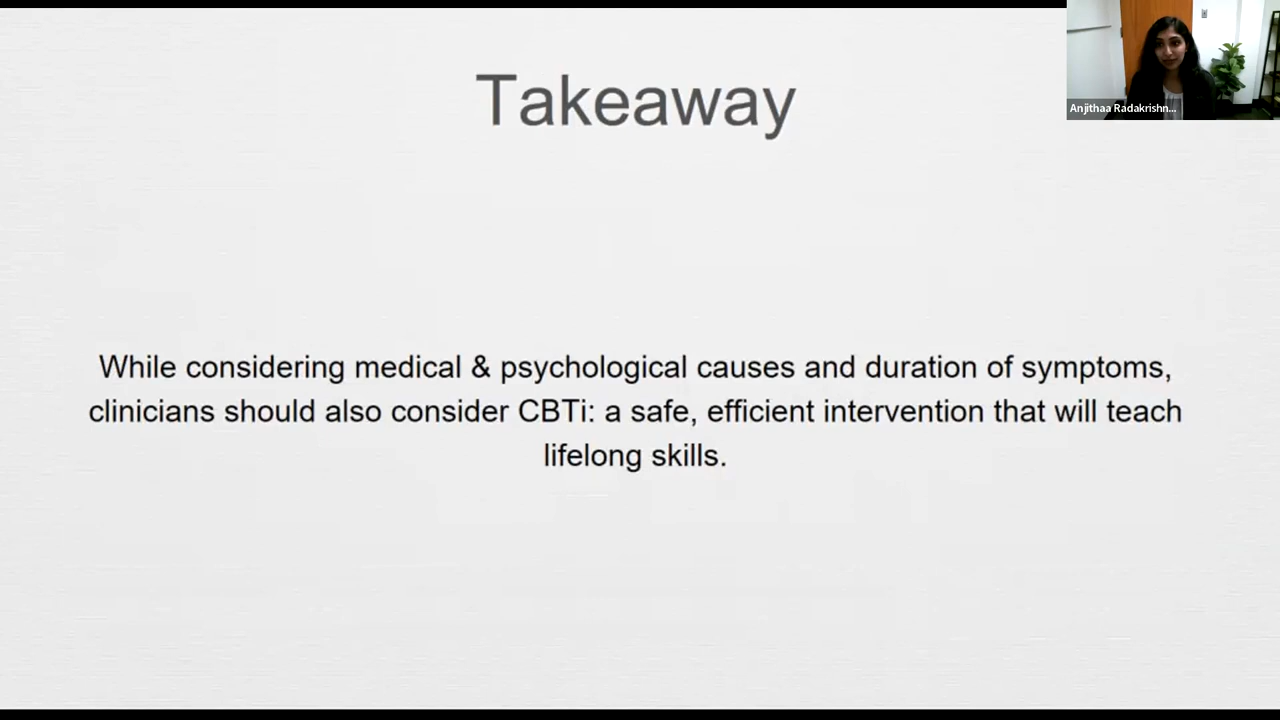 Takeaway
Anjithaa Radakrishn...
While considering medical & psychological causes and duration of symptoms,
clinicians should also consider CBTi: a safe, efficient intervention that will teach
lifelong skills.